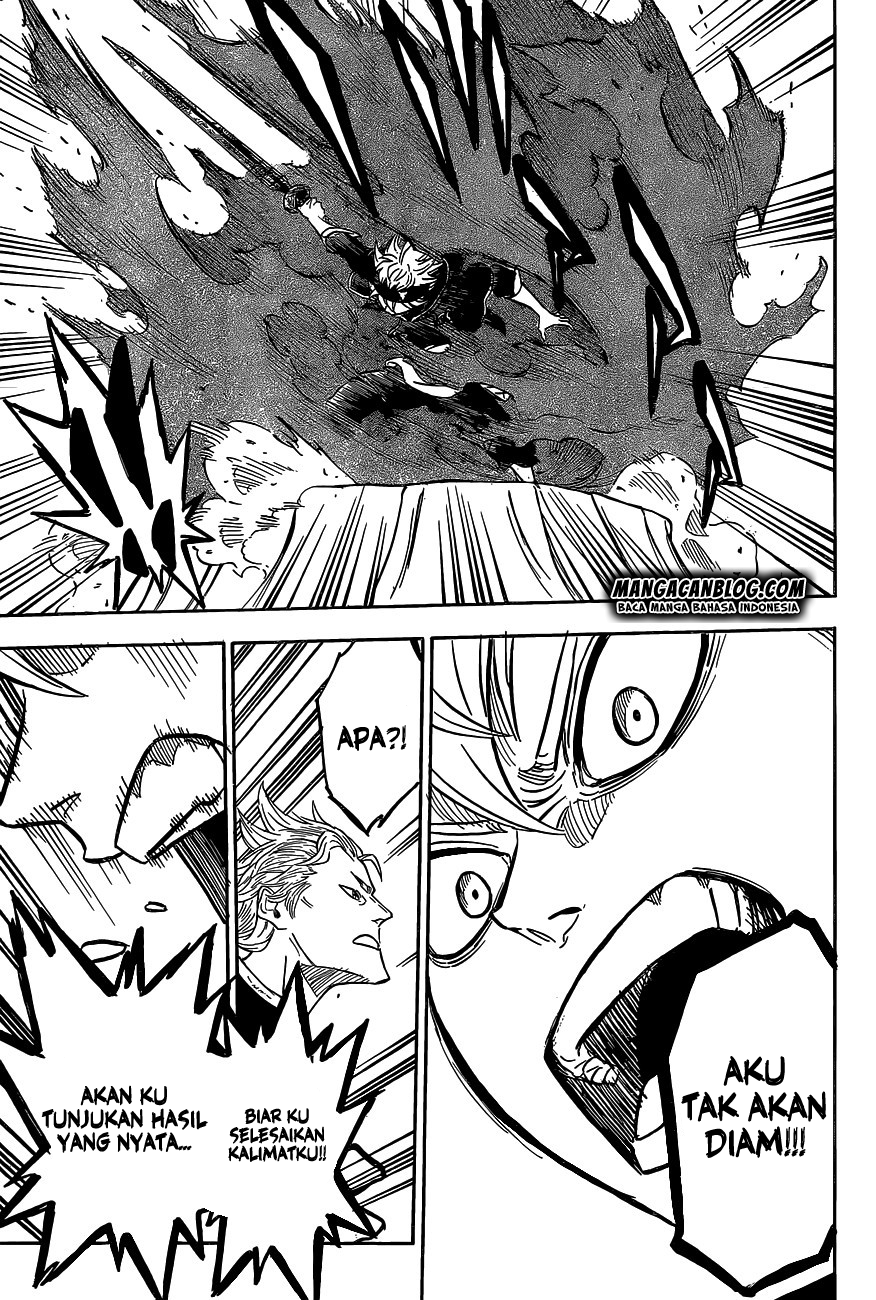 !!
MANGACANBLOG.COM
BACA MANGA BAHASA INDONESIA
AKU
TAK AKAN
DIAM!!!
APA?!
BIAR KU
SELESAIKAN
KALIMATKU!!
AKAN KU
TUNJUKAN HASIL
YANG NYATA...